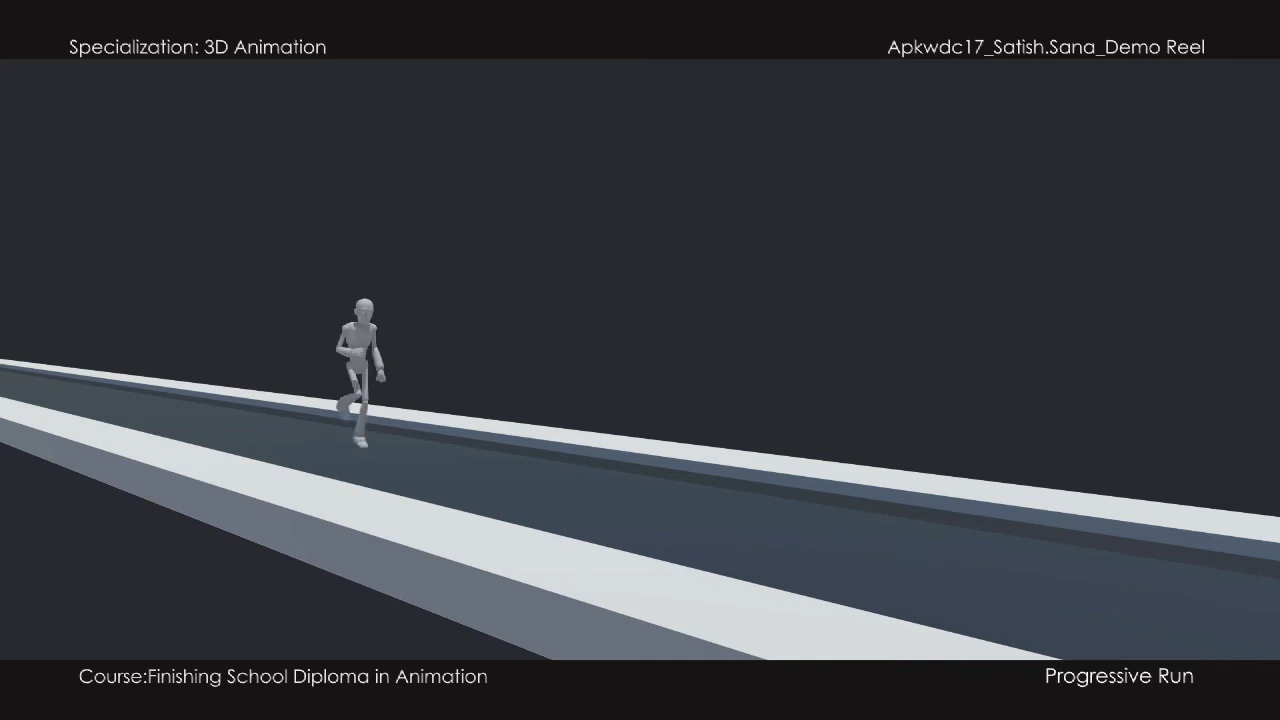 Specialization: 3D Animation
Apkwdc17_Satish.Sana_Demo Reel
Course:Finishing School Diploma in Animation
Progressive Run